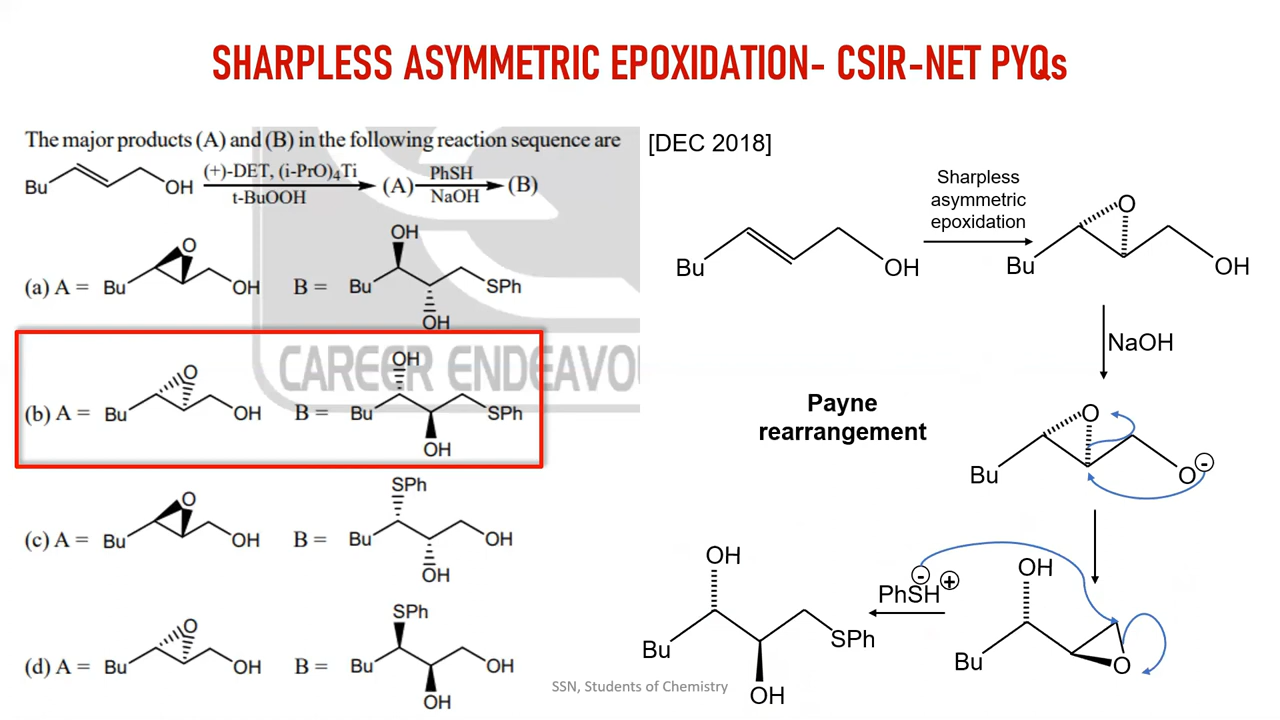 SHARPLESS ASYMMETRIC EPOXIDATION- CSIR-NET PYQs
The major products (A) and (B) in the following reaction sequence are
[DEC 2018]
Bu
OH
(+)-DET, (i-PrO)4Ti
t-BuOOH
(A)
PhSH
NaOH
(B)
(a) A =
Bu
O
OH
B =
Bu
OH
OH
SPh
CAREER ENDEAVO
(b) A =
Bu
O
OH
B =
Bu
OH
OH
SPh
(c) A =
Bu
O
OH
B =
Bu
SPh
OH
OH
(d) A =
Bu
O
OH
B =
Bu
SPh
OH
OH
Bu
OH
Sharpless
asymmetric
epoxidation
Bu
O
OH
NaOH
Payne
rearrangement
Bu
O
O
-
OH
Bu
O
PhSH
-
+
OH
Bu
OH
SPh
SSN, Students of Chemistry